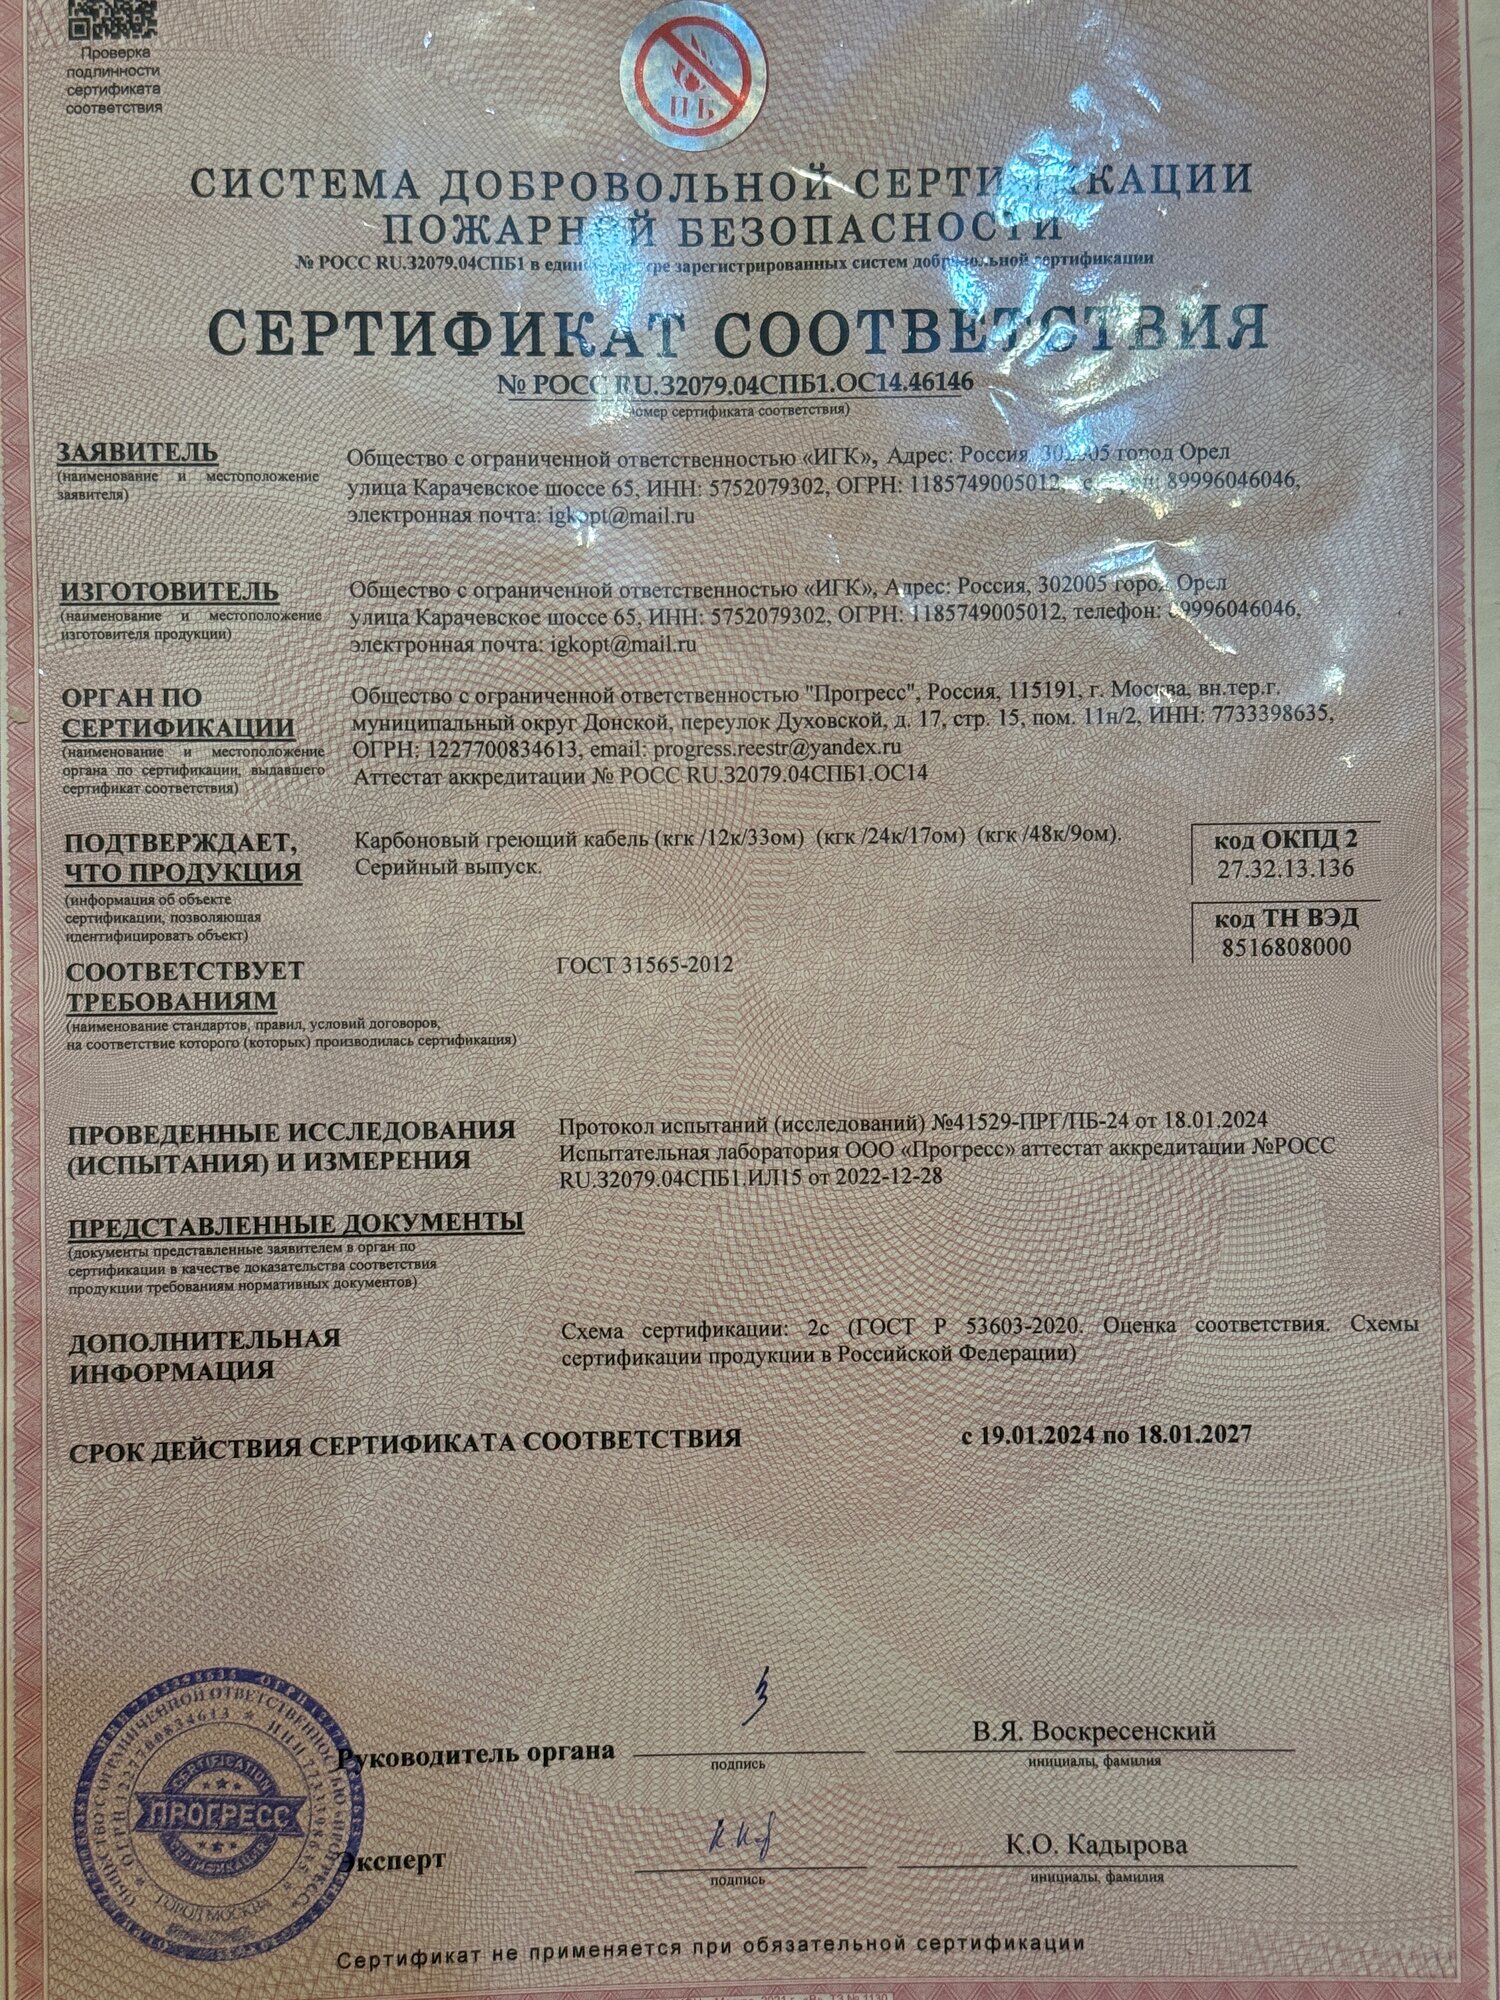 Проверка
подлинности
сертификата
соответствия
ПБ
СИСТЕМА ДОБРОВОЛЬНОЙ СЕРТИФИКАЦИИ
ПОЖАРНОЙ БЕЗОПАСНОСТИ
№ РОСС RU.32079.04СПБ1 в едином реестре зарегистрированных систем добровольной сертификации
СЕРТИФИКАТ СООТВЕТСТВИЯ
№ РОСС RU.32079.04СПБ1.ОС14.46146
(номер сертификата соответствия)
ЗАЯВИТЕЛЬ
(наименование и местоположение
заявителя)
Общество с ограниченной ответственностью «ИГК», Адрес: Россия, 302005 город Орел
улица Карачевское шоссе 65, ИНН: 5752079302, ОГРН: 1185749005012, 89996046046,
электронная почта: igkopt@mail.ru
ИЗГОТОВИТЕЛЬ
(наименование и местоположение
изготовителя продукции)
Общество с ограниченной ответственностью «ИГК», Адрес: Россия, 302005 город Орел
улица Карачевское шоссе 65, ИНН: 5752079302, ОГРН: 1185749005012, телефон: 89996046046,
электронная почта: igkopt@mail.ru
ОРГАН ПО
СЕРТИФИКАЦИИ
(наименование и местоположение
органа по сертификации, выдавшего
сертификат соответствия)
Общество с ограниченной ответственностью "Прогресс", Россия, 115191, г. Москва, вн.тер.г.
муниципальный округ Донской, переулок Духовской, д. 17, стр. 15, пом. 11н/2, ИНН: 7733398635,
ОГРН: 1227700834613, email: progress.reestr@yandex.ru
Аттестат аккредитации № РОСС RU.32079.04СПБ1.ОС14
ПОДТВЕРЖДАЕТ,
ЧТО ПРОДУКЦИЯ
(информация об объекте
сертификации, позволяющая
идентифицировать объект)
Карбоновый греющий кабель (кгк /12к/33ом) (кгк /24к/17ом) (кгк /48к/9ом).
Серийный выпуск.
код ОКПД 2
27.32.13.136
код ТН ВЭД
8516808000
СООТВЕТСТВУЕТ
ТРЕБОВАНИЯМ
(наименование стандартов, правил, условий договоров,
на соответствие которого (которых) производилась сертификация)
ГОСТ 31565-2012
ПРОВЕДЕННЫЕ ИССЛЕДОВАНИЯ
(ИСПЫТАНИЯ) И ИЗМЕРЕНИЯ
Протокол испытаний (исследований) №41529-ПРГ/ПБ-24 от 18.01.2024
Испытательная лаборатория ООО «Прогресс» аттестат аккредитации №РОСС
RU.32079.04СПБ1.ИЛ15 от 2022-12-28
ПРЕДСТАВЛЕННЫЕ ДОКУМЕНТЫ
(документы представленные заявителем в орган по
сертификации в качестве доказательства соответствия
продукции требованиям нормативных документов)
ДОПОЛНИТЕЛЬНАЯ
ИНФОРМАЦИЯ
Схема сертификации: 2с (ГОСТ Р 53603-2020. Оценка соответствия. Схемы
сертификации продукции в Российской Федерации)
СРОК ДЕЙСТВИЯ СЕРТИФИКАТА СООТВЕТСТВИЯ
с 19.01.2024 по 18.01.2027
Руководитель органа
подпись
В.Я. Воскресенский
инициалы, фамилия
Эксперт
подпись
К.О. Кадырова
инициалы, фамилия
ОБЩЕСТВО С ОГРАНИЧЕННОЙ ОТВЕТСТВЕННОСТЬЮ «ПРОГРЕСС»
ОГРН 1227700834613 * ИНН 7733398635 *
ГОРОД МОСКВА
CERTIFICATION
ПРОГРЕСС
СЕРТИФИКАЦИЯ
Сертификат не применяется при обязательной сертификации